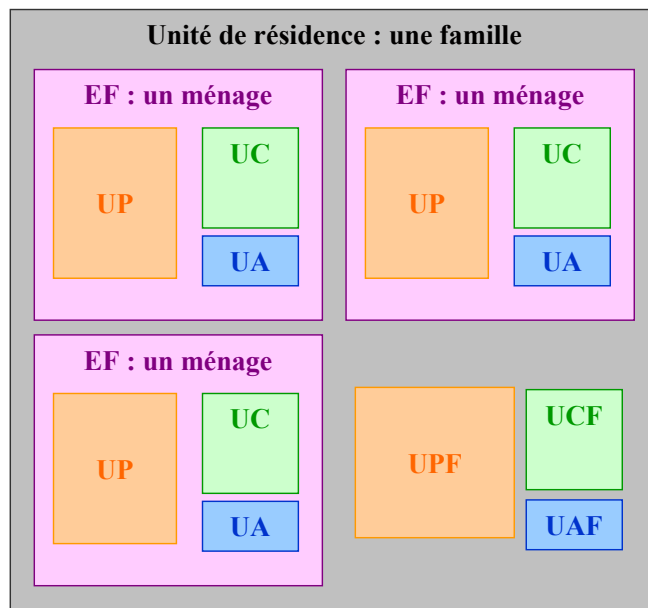 Unité de résidence : une famille
EF : un ménage
UP
UC
UA
EF : un ménage
UP
UC
UA
EF : un ménage
UP
UC
UA
UPF
UCF
UAF